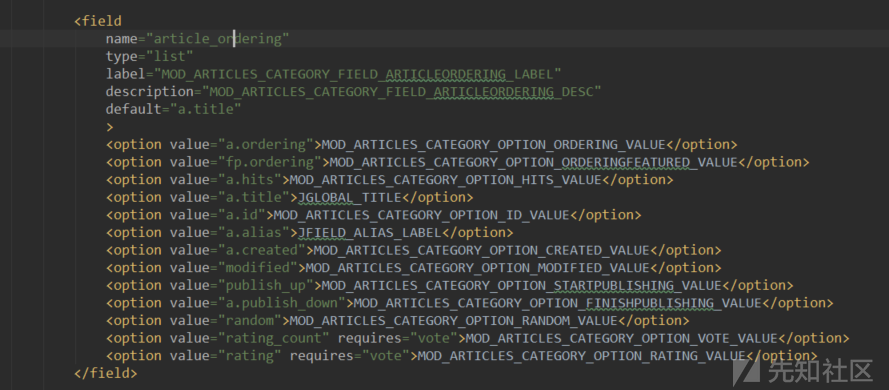 <field
name="article_ordering"
type="list"
label="MOD_ARTICLES_CATEGORY_FIELD_ARTICLEORDERING_LABEL"
description="MOD_ARTICLES_CATEGORY_FIELD_ARTICLEORDERING_DESC"
default="a.title"
>
<option value="a.ordering">MOD_ARTICLES_CATEGORY_OPTION_ORDERING_VALUE</option>
<option value="fp.ordering">MOD_ARTICLES_CATEGORY_OPTION_ORDERINGFEATURED_VALUE</option>
<option value="a.hits">MOD_ARTICLES_CATEGORY_OPTION_HITS_VALUE</option>
<option value="a.title">JGLOBAL_TITLE</option>
<option value="a.id">MOD_ARTICLES_CATEGORY_OPTION_ID_VALUE</option>
<option value="a.alias">JFIELD_ALIAS_LABEL</option>
<option value="a.created">MOD_ARTICLES_CATEGORY_OPTION_CREATED_VALUE</option>
<option value="modified">MOD_ARTICLES_CATEGORY_OPTION_MODIFIED_VALUE</option>
<option value="publish_up">MOD_ARTICLES_CATEGORY_OPTION_STARTPUBLISHING_VALUE</option>
<option value="a.publish_down">MOD_ARTICLES_CATEGORY_OPTION_FINISHPUBLISHING_VALUE</option>
<option value="random">MOD_ARTICLES_CATEGORY_OPTION_RANDOM_VALUE</option>
<option value="rating_count" requires="vote">MOD_ARTICLES_CATEGORY_OPTION_VOTE_VALUE</option>
<option value="rating" requires="vote">MOD_ARTICLES_CATEGORY_OPTION_RATING_VALUE</option>
</field>
先知社区